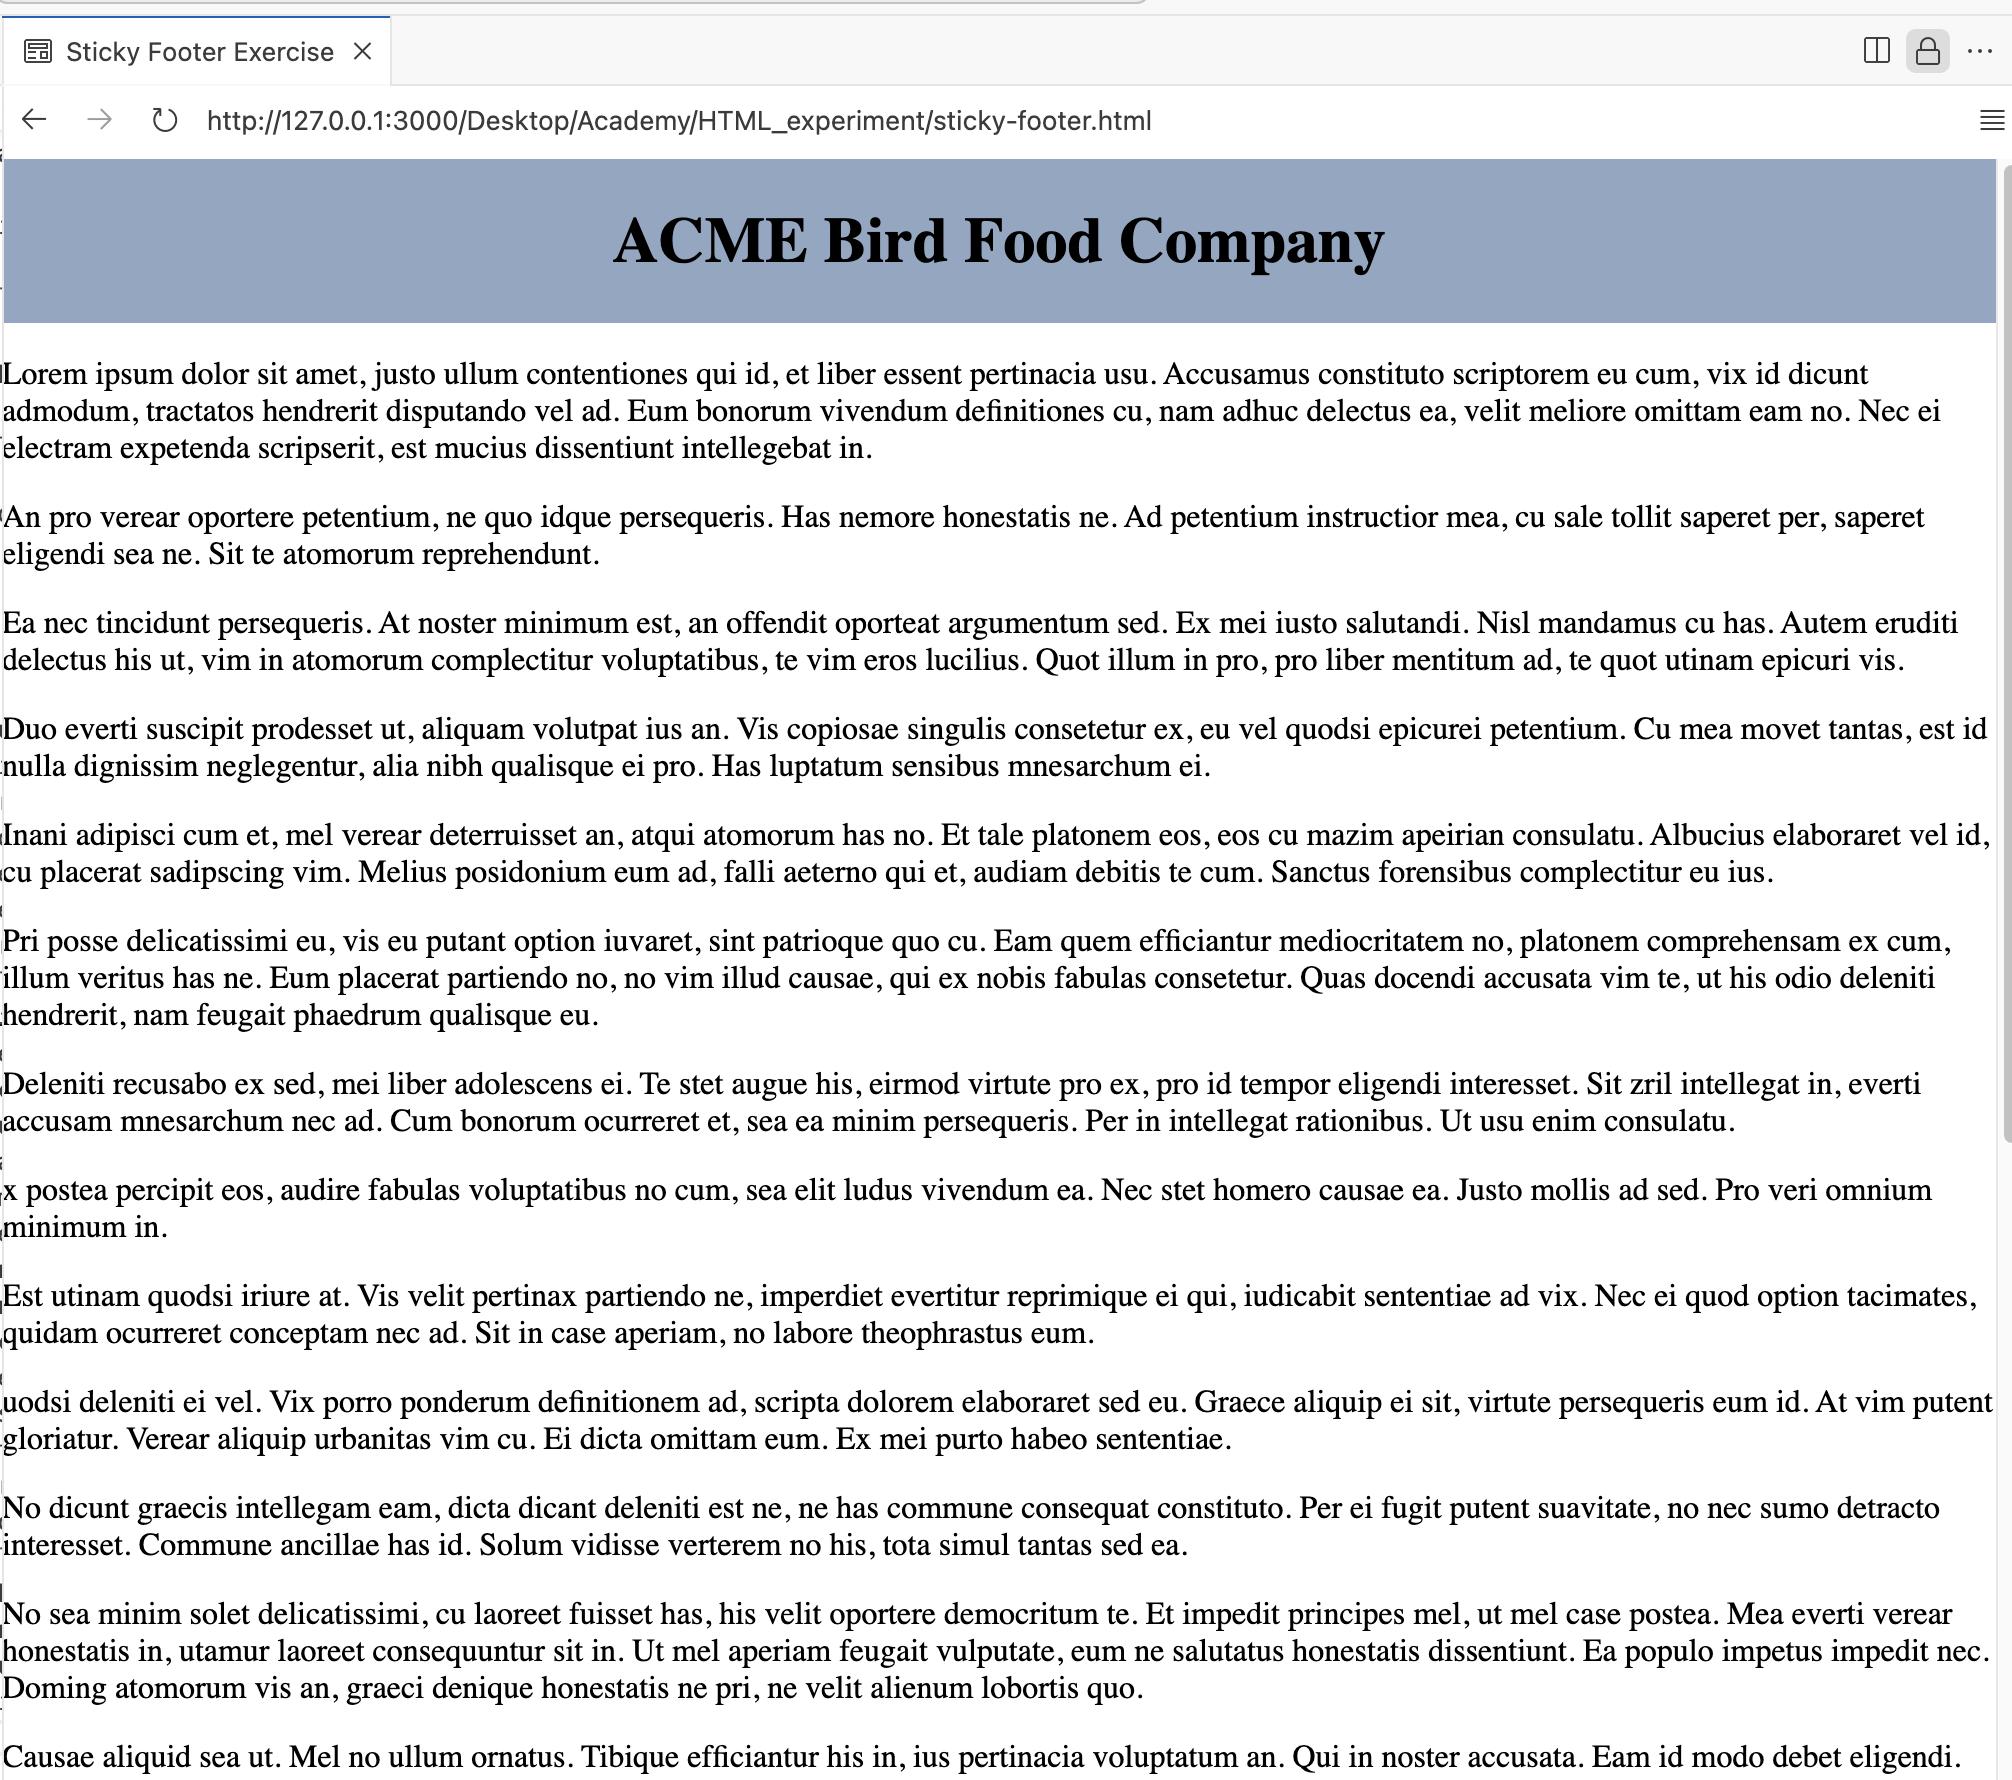 Sticky Footer Exercise
http://127.0.0.1:3000/Desktop/Academy/HTML_experiment/sticky-footer.html
ACME Bird Food Company
Lorem ipsum dolor sit amet, justo ullum contentiones qui id, et liber essent pertinacia usu. Accusamus constituto scriptorem eu cum, vix id dicunt
admodum, tractatos hendrerit disputando vel ad. Eum bonorum vivendum definitiones cu, nam adhuc delectus ea, velit meliore omittam eam no. Nec ei
electram expetenda scripserit, est mucius dissentiunt intellegebat in.
An pro verear oportere petentium, ne quo idque persequeris. Has nemore honestatis ne. Ad petentium instructior mea, cu sale tollit saperet per, saperet
eligendi sea ne. Sit te atomorum reprehendunt.
Ea nec tincidunt persequeris. At noster minimum est, an offendit oporteat argumentum sed. Ex mei iusto salutandi. Nisl mandamus cu has. Autem eruditi
delectus his ut, vim in atomorum complectitur voluptatibus, te vim eros lucilius. Quot illum in pro, pro liber mentitum ad, te quot utinam epicuri vis.
Duo everti suscipit prodesset ut, aliquam volutpat ius an. Vis copiosae singulis consetetur ex, eu vel quodsi epicurei petentium. Cu mea movet tantas, est id
nulla dignissim neglegentur, alia nibh qualisque ei pro. Has luptatum sensibus mnesarchum ei.
Inani adipisci cum et, mel verear deterruisset an, atqui atomorum has no. Et tale platonem eos, eos cu mazim apeirian consulatu. Albucius elaboraret vel id,
cu placerat sadipscing vim. Melius posidonium eum ad, falli aeterno qui et, audiam debitis te cum. Sanctus forensibus complectitur eu ius.
Pri posse delicatissimi eu, vis eu putant option iuvaret, sint patrioque quo cu. Eam quem efficiantur mediocritatem no, platonem comprehensam ex cum,
illum veritus has ne. Eum placerat partiendo no, no vim illud causae, qui ex nobis fabulas consetetur. Quas docendi accusata vim te, ut his odio deleniti
hendrerit, nam feugait phaedrum qualisque eu.
Deleniti recusabo ex sed, mei liber adolescens ei. Te stet augue his, eirmod virtute pro ex, pro id tempor eligendi interesset. Sit zril intellegat in, everti
accusam mnesarchum nec ad. Cum bonorum ocurreret et, sea ea minim persequeris. Per in intellegat rationibus. Ut usu enim consulatu.
x postea percipit eos, audire fabulas voluptatibus no cum, sea elit ludus vivendum ea. Nec stet homero causae ea. Justo mollis ad sed. Pro veri omnium
minimum in.
Est utinam quodsi iriure at. Vis velit pertinax partiendo ne, imperdiet evertitur reprimique ei qui, iudicabit sententiae ad vix. Nec ei quod option tacimates,
quidam ocurreret conceptam nec ad. Sit in case aperiam, no labore theophrastus eum.
uodsi deleniti ei vel. Vix porro ponderum definitionem ad, scripta dolorem elaboraret sed eu. Graece aliquip ei sit, virtute persequeris eum id. At vim putent
gloriatur. Verear aliquip urbanitas vim cu. Ei dicta omittam eum. Ex mei purto habeo sententiae.
No dicunt graecis intellegam eam, dicta dicant deleniti est ne, ne has commune consequat constituto. Per ei fugit putent suavitate, no nec sumo detracto
interesset. Commune ancillae has id. Solum vidisse verterem no his, tota simul tantas sed ea.
No sea minim solet delicatissimi, cu laoreet fuisset has, his velit oportere democritum te. Et impedit principes mel, ut mel case postea. Mea everti verear
honestatis in, utamur laoreet consequuntur sit in. Ut mel aperiam feugait vulputate, eum ne salutatus honestatis dissentiunt. Ea populo impetus impedit nec.
Doming atomorum vis an, graeci denique honestatis ne pri, ne velit alienum lobortis quo.
Causae aliquid sea ut. Mel no ullum ornatus. Tibique efficiantur his in, ius pertinacia voluptatum an. Qui in noster accusata. Eam id modo debet eligendi.